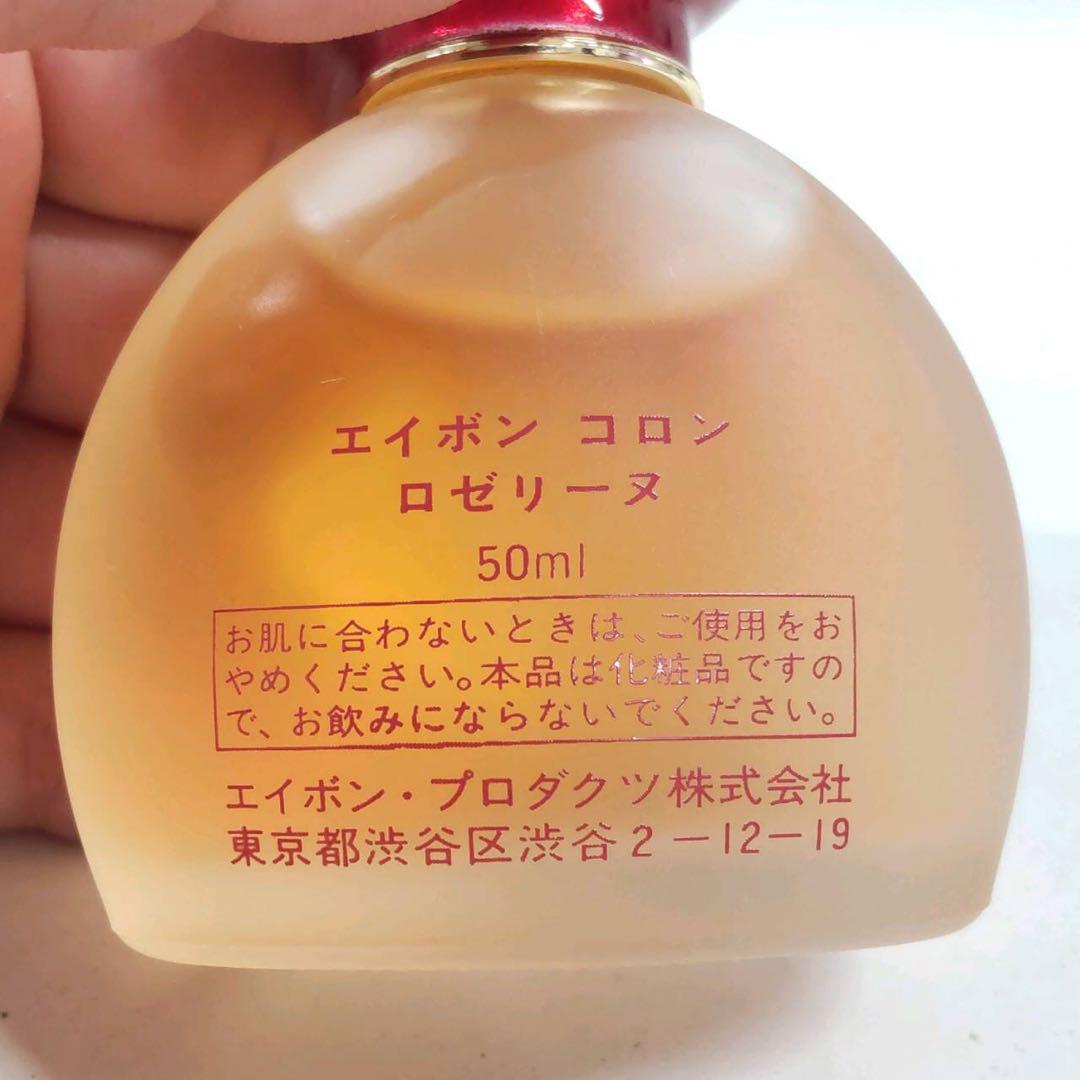 エイボン コロン
ロゼリーヌ
50ml
お肌に合わないときは、ご使用をお
やめください。本品は化粧品ですの
で、お飲みにならないでください。
エイボン・プロダクツ株式会社
東京都渋谷区渋谷2-12-19